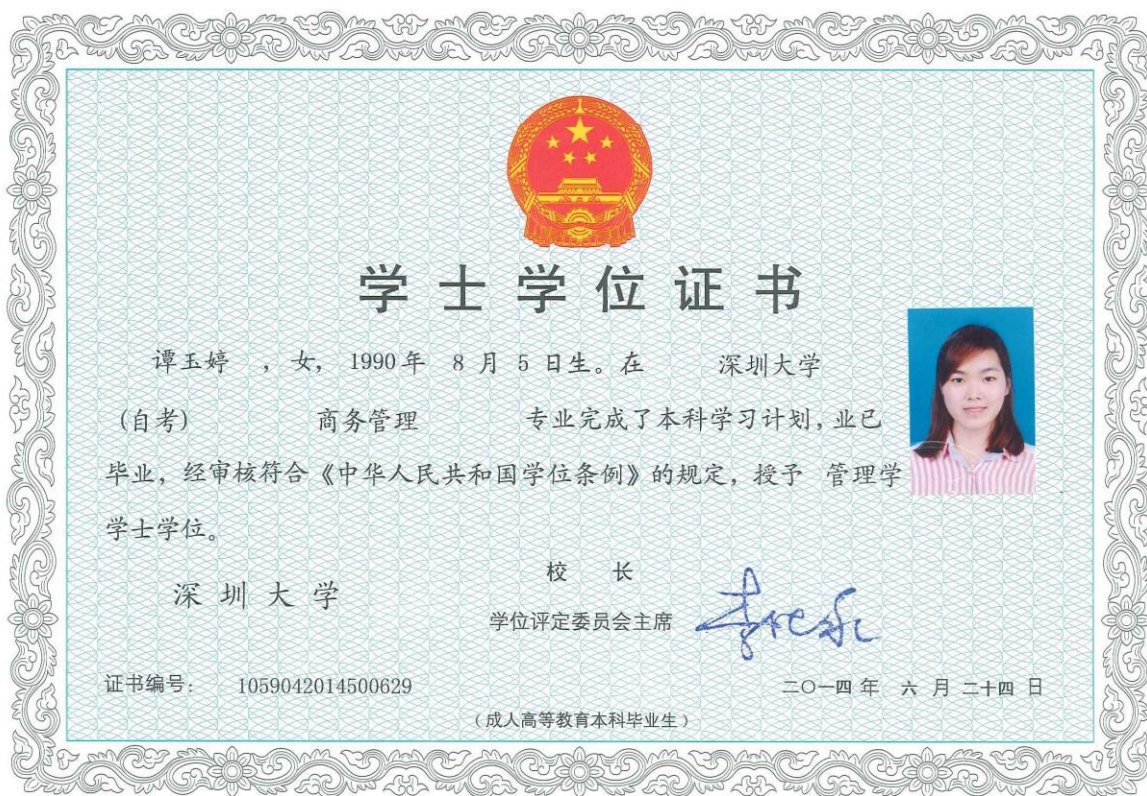 学士学位证书
谭玉婷 ，女，1990年 8 月 5 日生。在 深圳大学
(自考) 商务管理 专业完成了本科学习计划，业已
毕业，经审核符合《中华人民共和国学位条例》的规定，授予 管理学
学士学位。
校 长
深圳大学
学位评定委员会主席
证书编号： 1059042014500629
二〇一四 年 六 月 二十四 日
（成人高等教育本科毕业生）